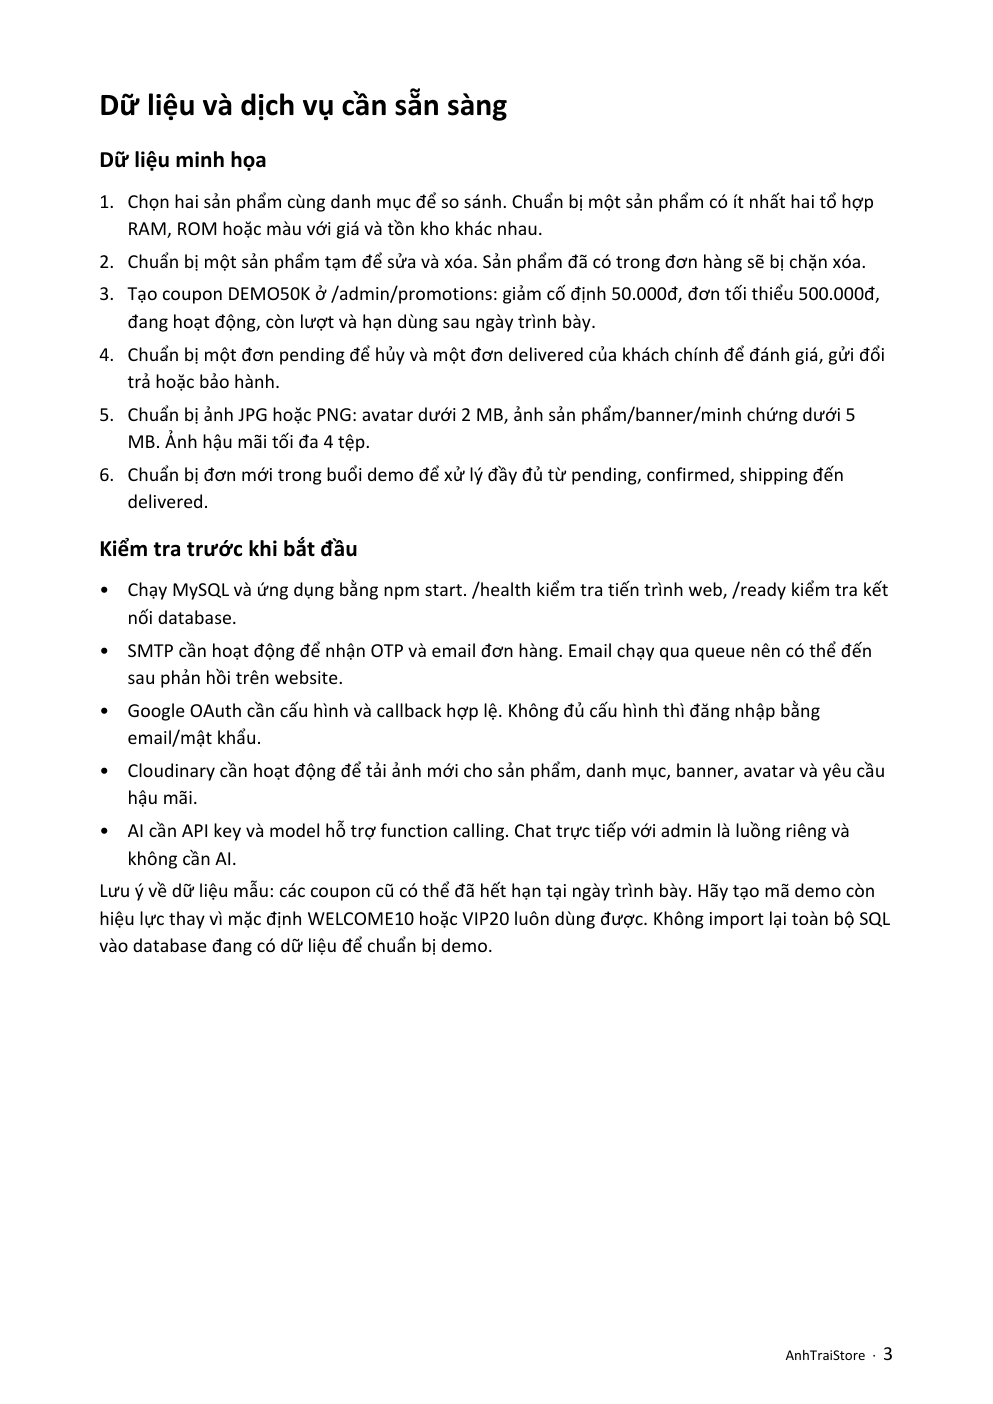 Dữ liệu và dịch vụ cần sẵn sàng
Dữ liệu minh họa
1. Chọn hai sản phẩm cùng danh mục để so sánh. Chuẩn bị một sản phẩm có ít nhất hai tổ hợp
RAM, ROM hoặc màu với giá và tồn kho khác nhau.
2. Chuẩn bị một sản phẩm tạm để sửa và xóa. Sản phẩm đã có trong đơn hàng sẽ bị chặn xóa.
3. Tạo coupon DEMO50K ở /admin/promotions: giảm cố định 50.000đ, đơn tối thiểu 500.000đ,
đang hoạt động, còn lượt và hạn dùng sau ngày trình bày.
4. Chuẩn bị một đơn pending để hủy và một đơn delivered của khách chính để đánh giá, gửi đổi
trả hoặc bảo hành.
5. Chuẩn bị ảnh JPG hoặc PNG: avatar dưới 2 MB, ảnh sản phẩm/banner/minh chứng dưới 5
MB. Ảnh hậu mãi tối đa 4 tệp.
6. Chuẩn bị đơn mới trong buổi demo để xử lý đầy đủ từ pending, confirmed, shipping đến
delivered.
Kiểm tra trước khi bắt đầu
• Chạy MySQL và ứng dụng bằng npm start. /health kiểm tra tiến trình web, /ready kiểm tra kết
nối database.
• SMTP cần hoạt động để nhận OTP và email đơn hàng. Email chạy qua queue nên có thể đến
sau phản hồi trên website.
• Google OAuth cần cấu hình và callback hợp lệ. Không đủ cấu hình thì đăng nhập bằng
email/mật khẩu.
• Cloudinary cần hoạt động để tải ảnh mới cho sản phẩm, danh mục, banner, avatar và yêu cầu
hậu mãi.
• AI cần API key và model hỗ trợ function calling. Chat trực tiếp với admin là luồng riêng và
không cần AI.
Lưu ý về dữ liệu mẫu: các coupon cũ có thể đã hết hạn tại ngày trình bày. Hãy tạo mã demo còn
hiệu lực thay vì mặc định WELCOME10 hoặc VIP20 luôn dùng được. Không import lại toàn bộ SQL
vào database đang có dữ liệu để chuẩn bị demo.
AnhTraiStore · 3